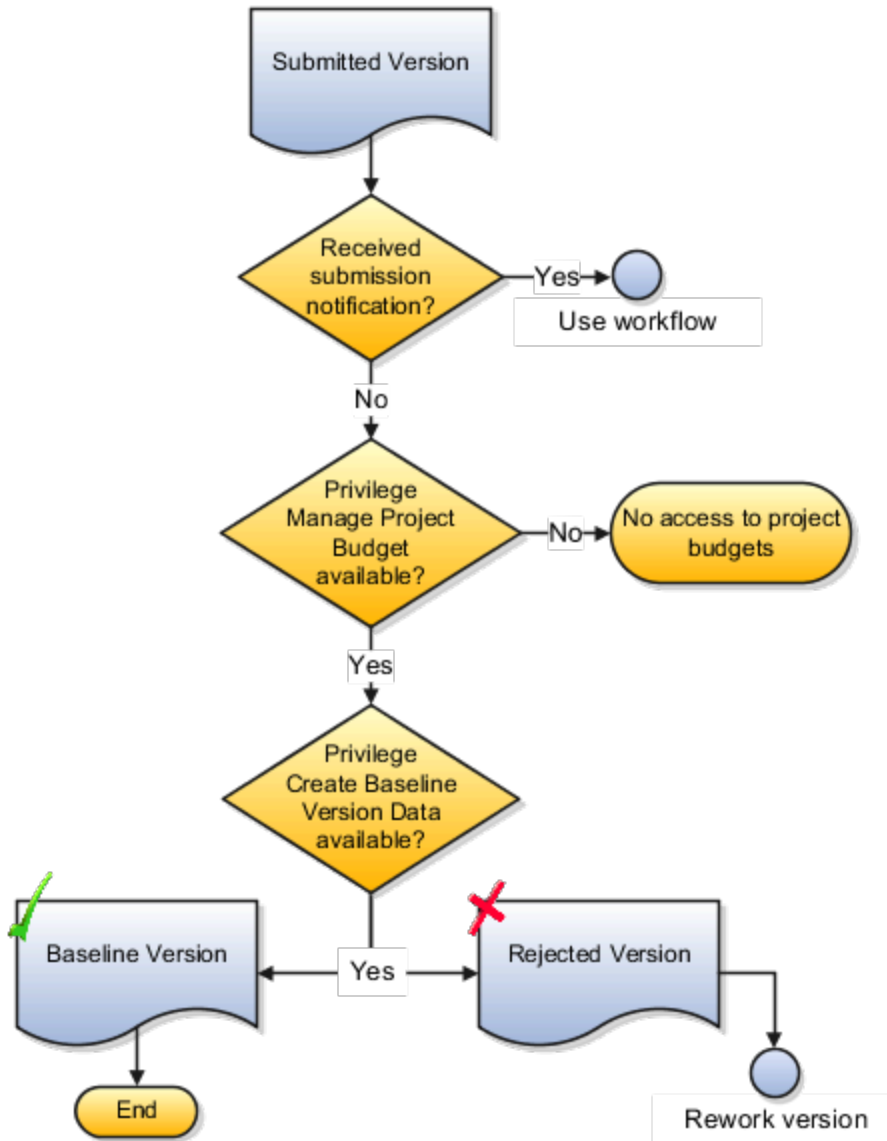 Submitted Version
Received
submission
notification?
Yes
Use workflow
No
Privilege
Manage Project
Budget
available?
No
No access to project
budgets
Yes
Privilege
Create Baseline
Version Data
available?
Baseline Version
Yes
Rejected Version
End
Rework version